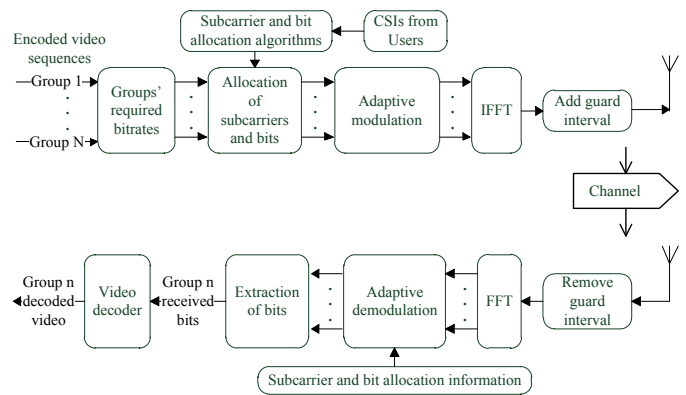 Encoded video
sequences
Group 1
Group N
Groups'
required
bitrates
Subcarrier and bit
allocation algorithms
CSIs from
Users
Allocation
of
subcarriers
and bits
Adaptive
modulation
IFFT
Add guard
interval
Channel
Group n
decoded
video
Video
decoder
Group n
received
bits
Extraction
of bits
Adaptive
demodulation
FFT
Remove
guard
interval
Subcarrier and bit allocation information